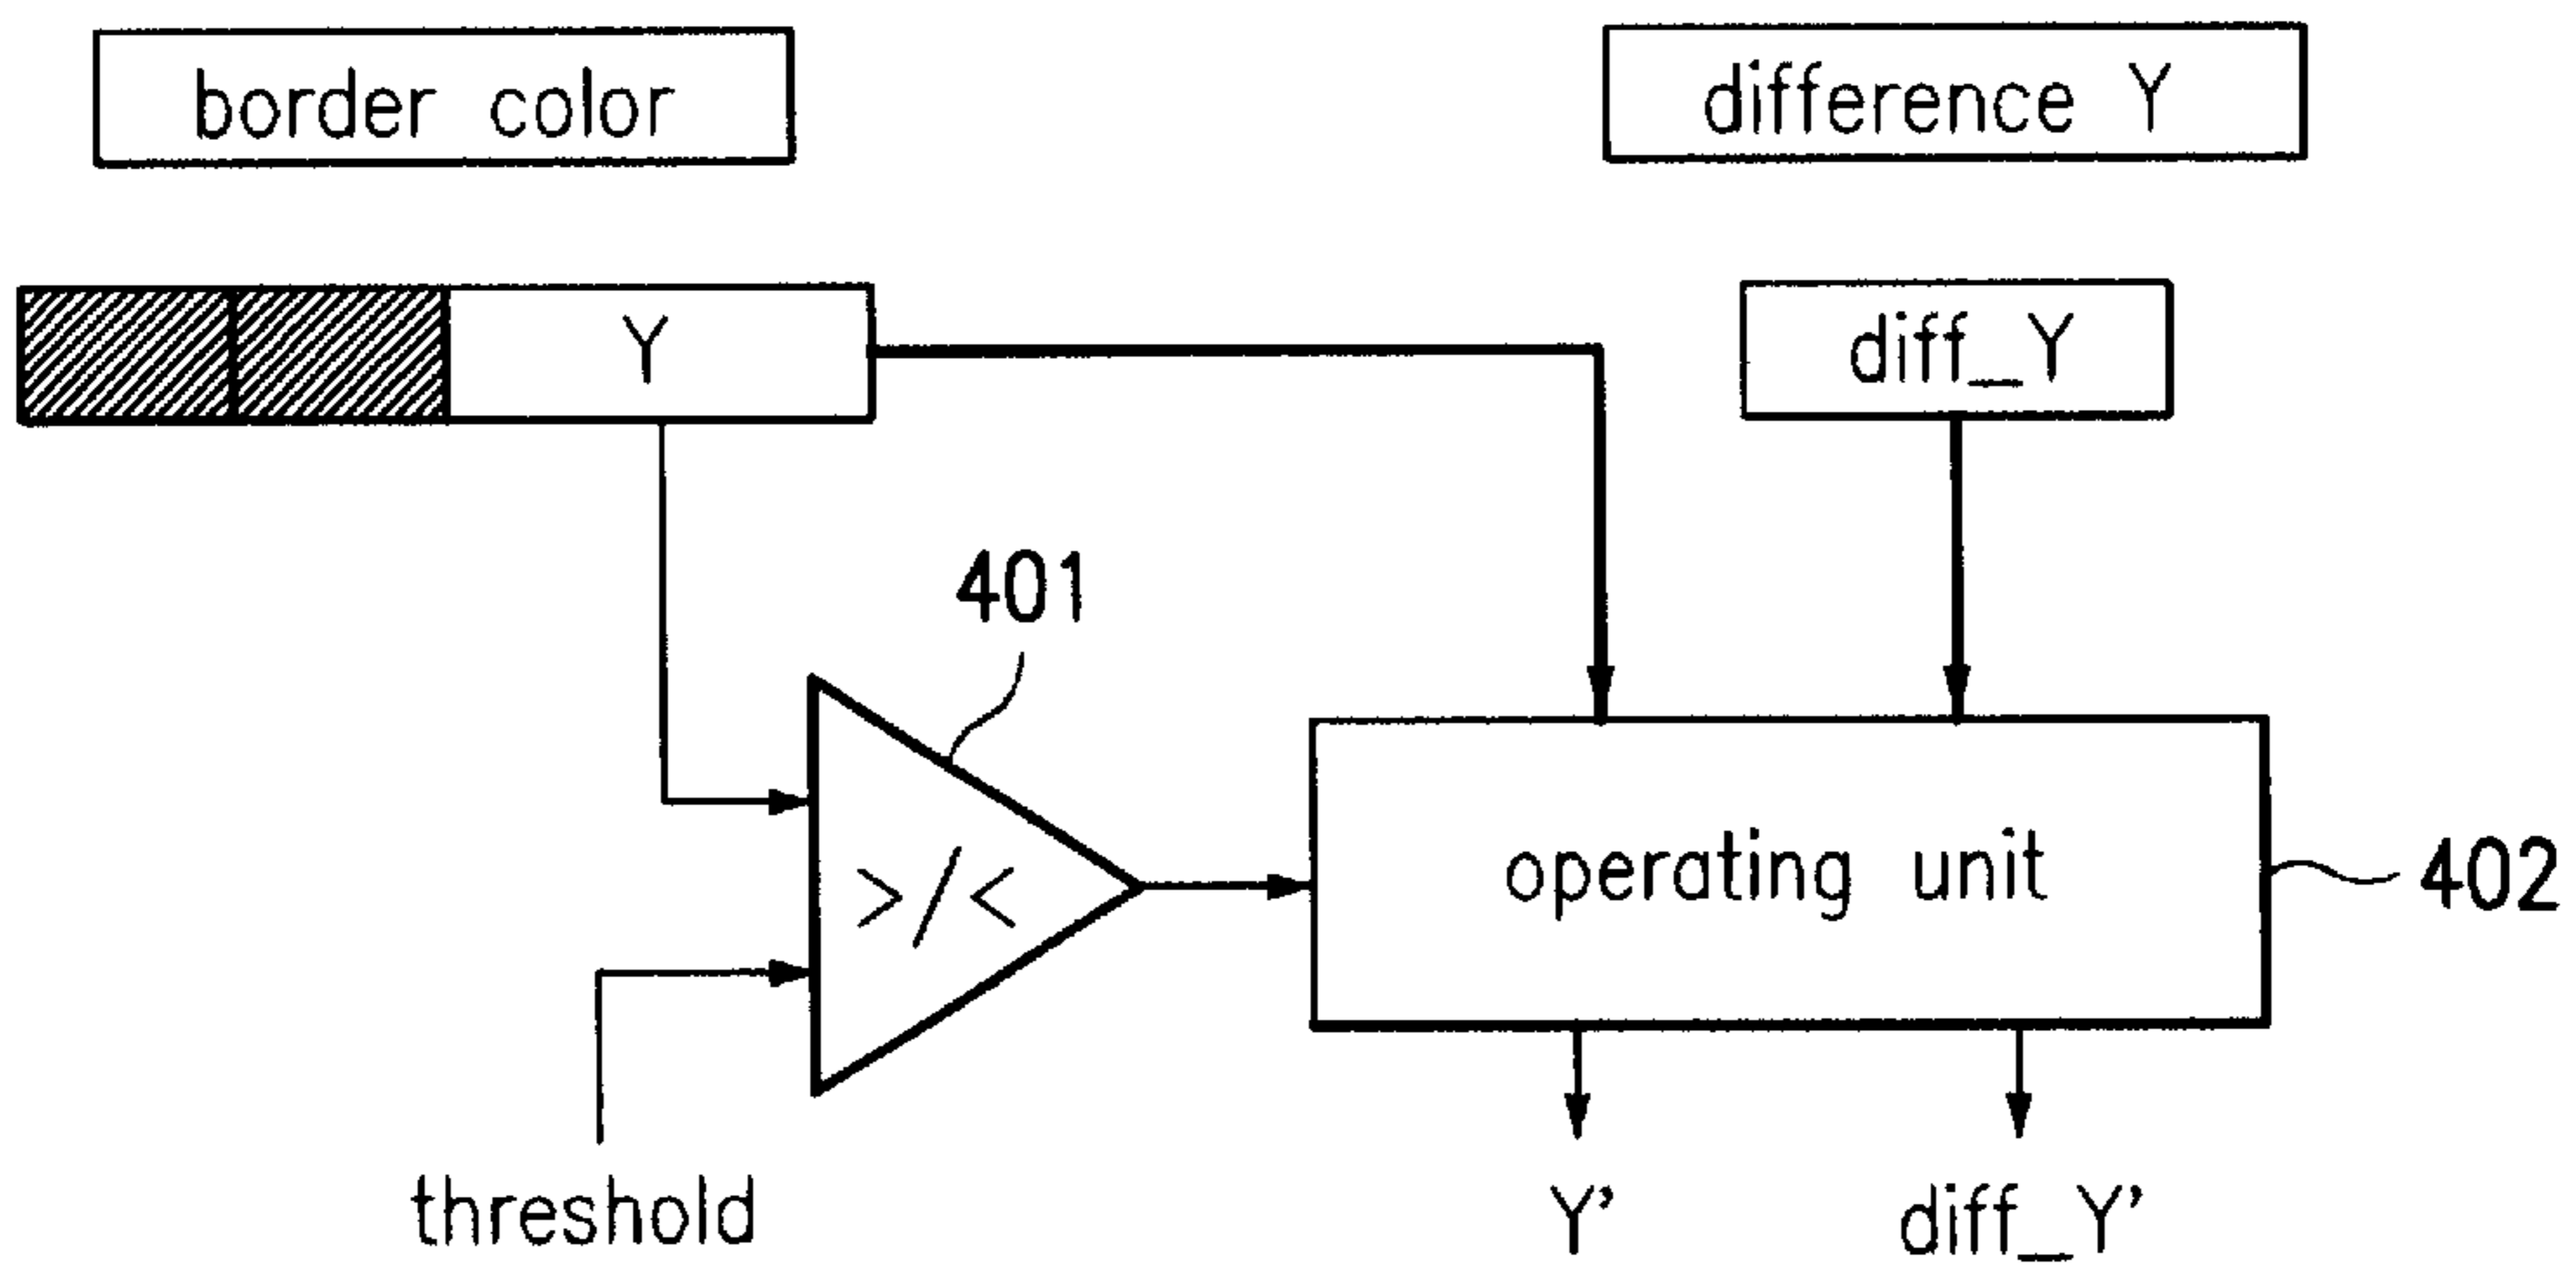 border color
difference Y
Y
diff_Y
401
>/<
operating unit
402
threshold
Y'
diff_Y'